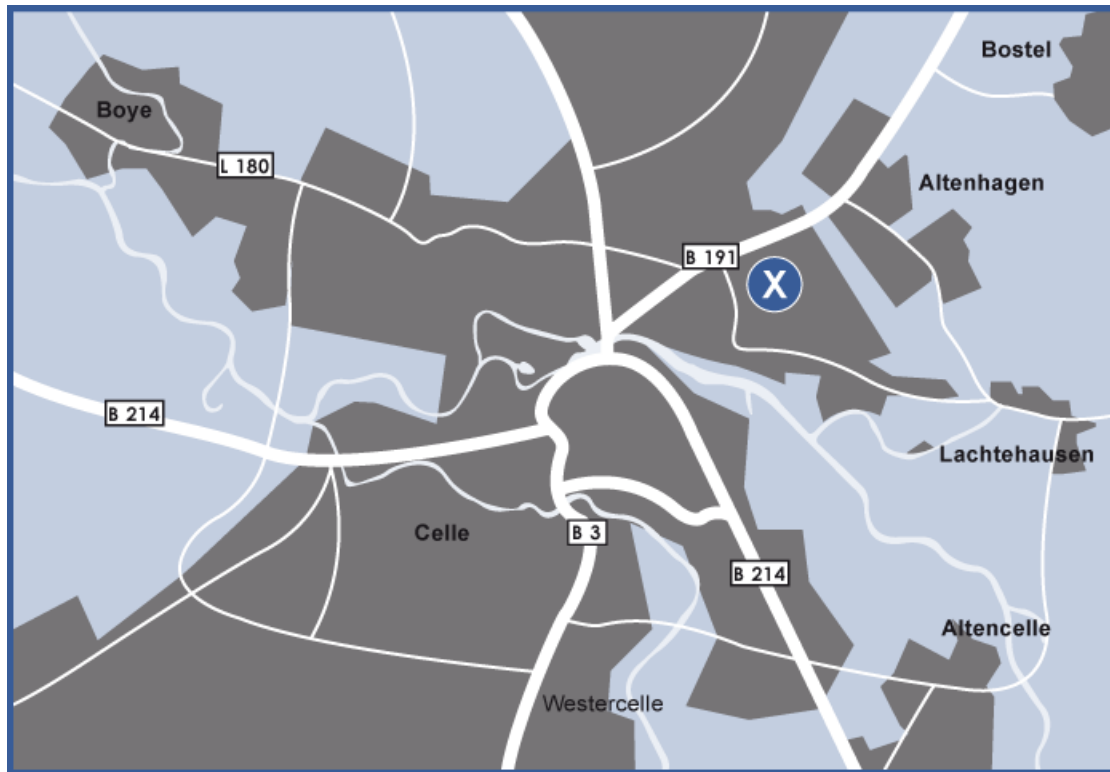 Bostel
Boye
L 180
Altenhagen
B 191
X
B 214
Lachtehausen
Celle
B 3
B 214
Altencelle
Westercelle